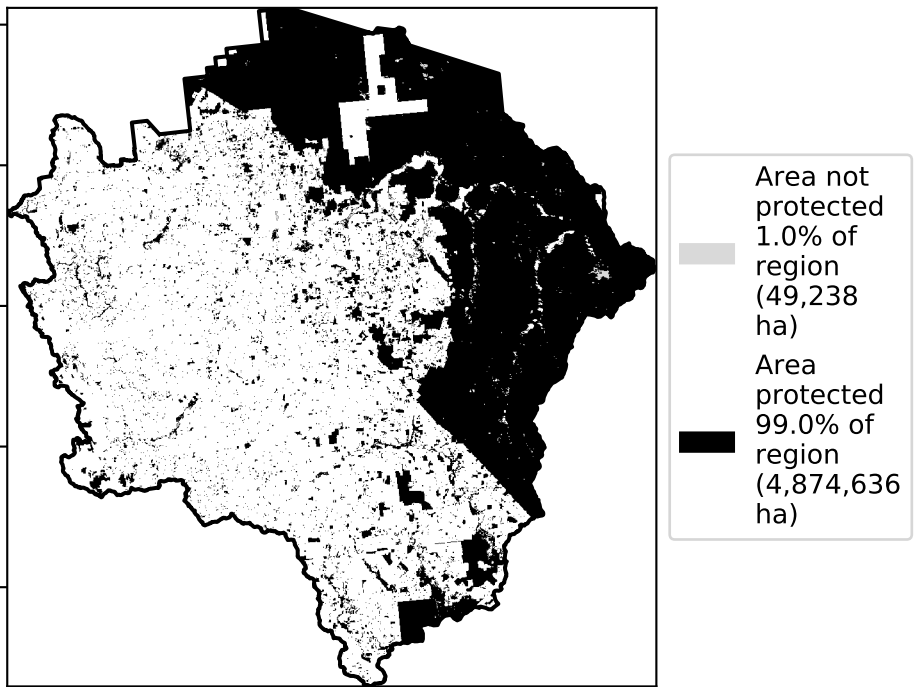 Area not
protected
1.0% of
region
(49,238
ha)
Area
protected
99.0% of
region
(4,874,636
ha)